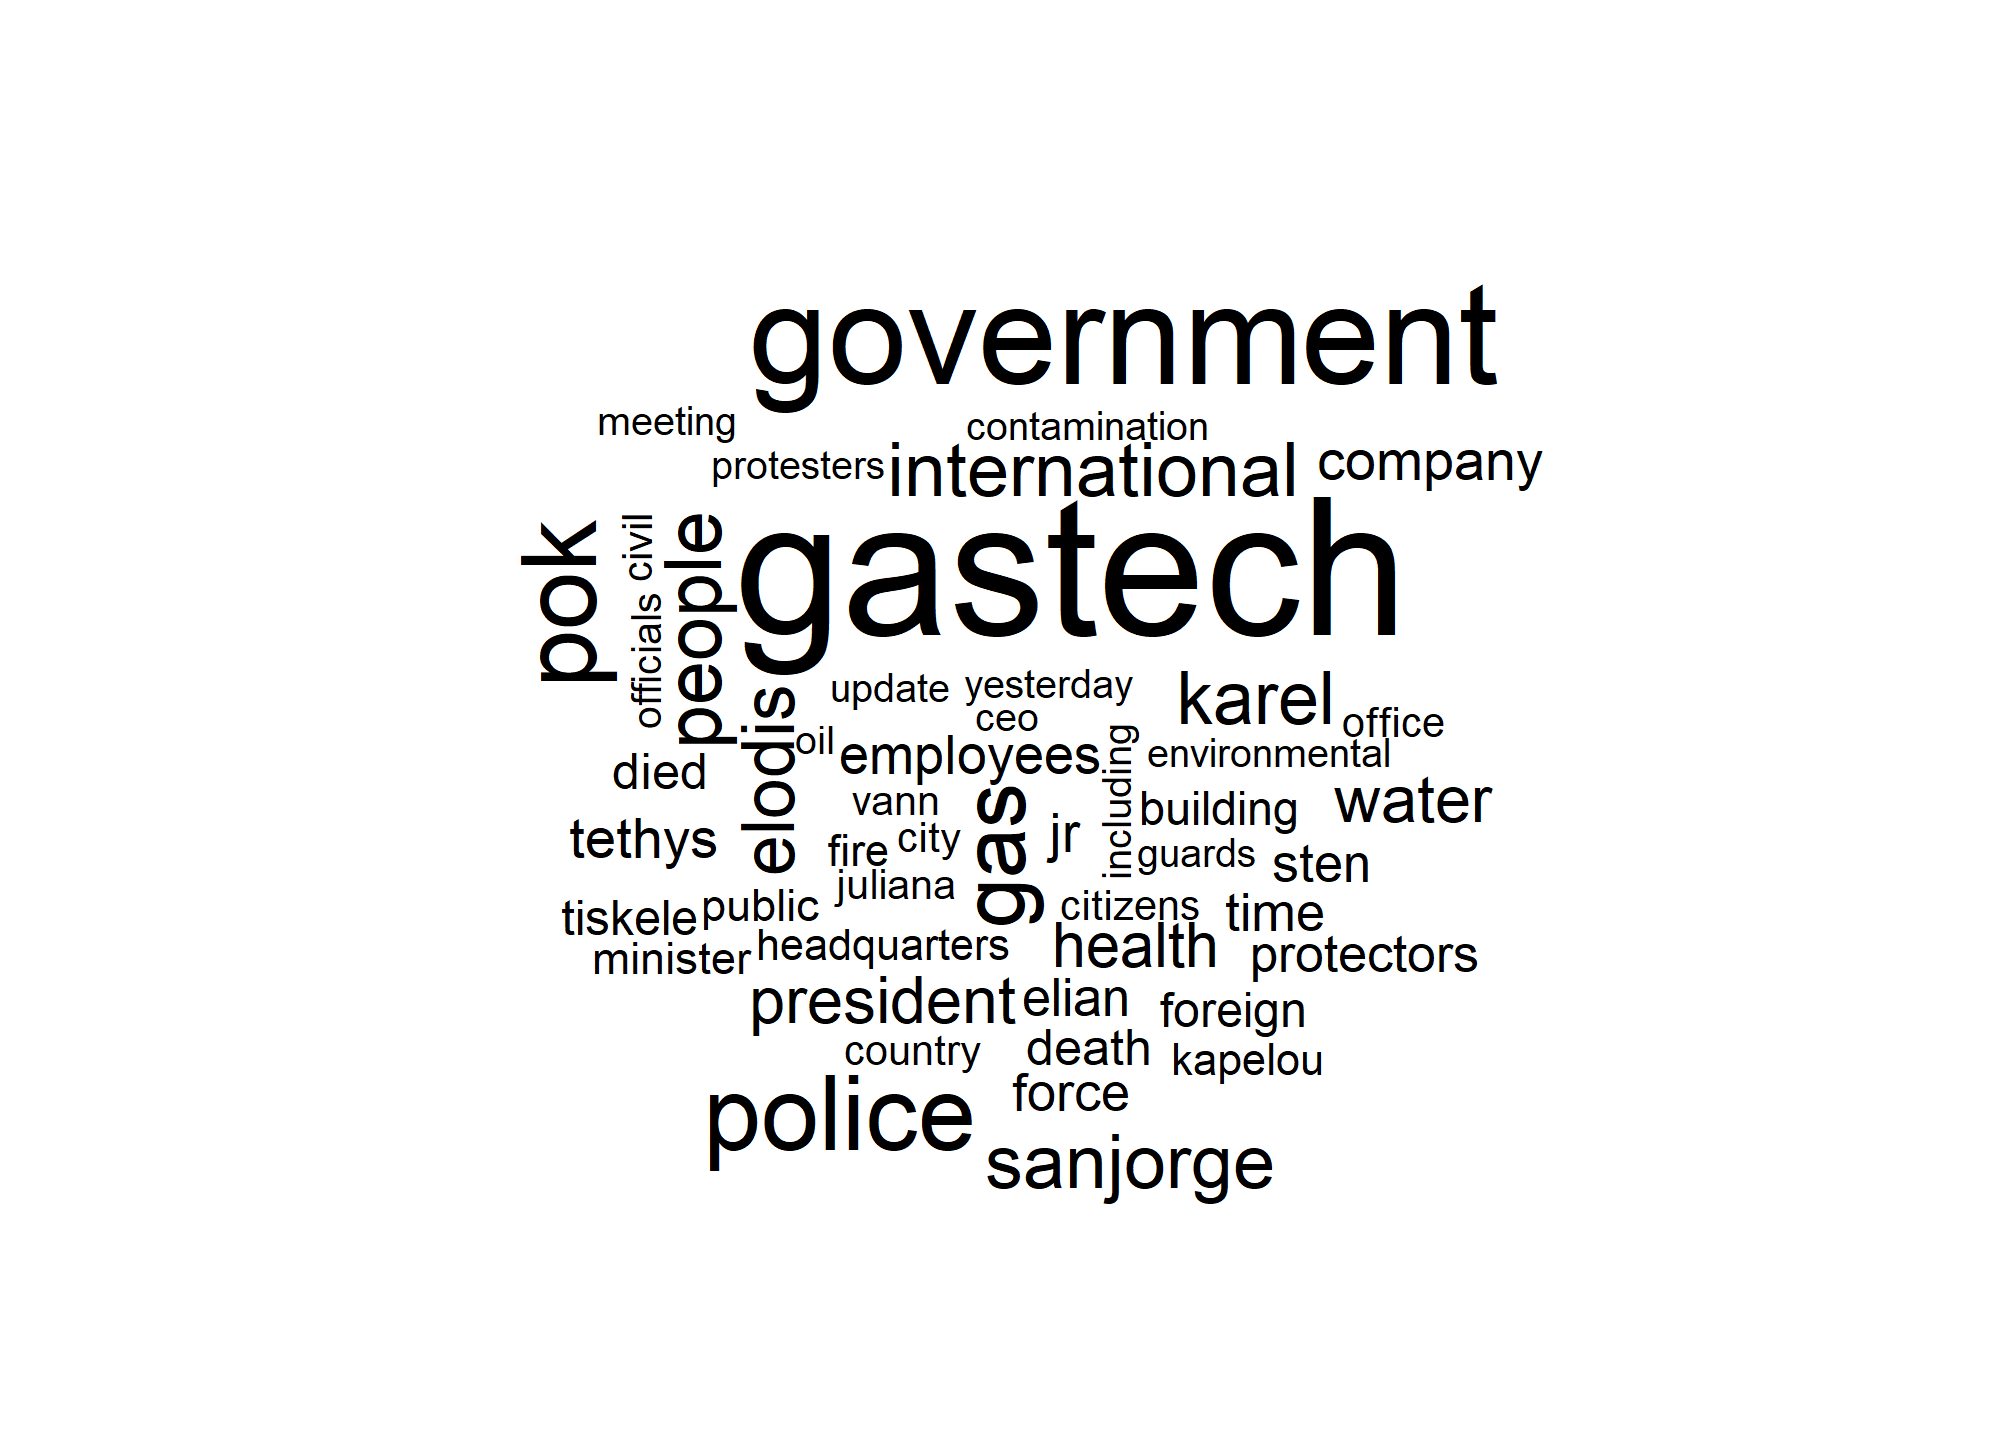 government
meeting
contamination
protesters
international
company
pok
civil
officials
people
gastech
update
yesterday
karel
ceo
office
elodis
oil
employees
including
environmental
died
vann
gas
jr
building
water
tethys
fire
city
guards
sten
juliana
tiskele
public
citizens
time
minister
headquarters
health
protectors
president
elian
foreign
country
death
kapelou
police
force
sanjorge